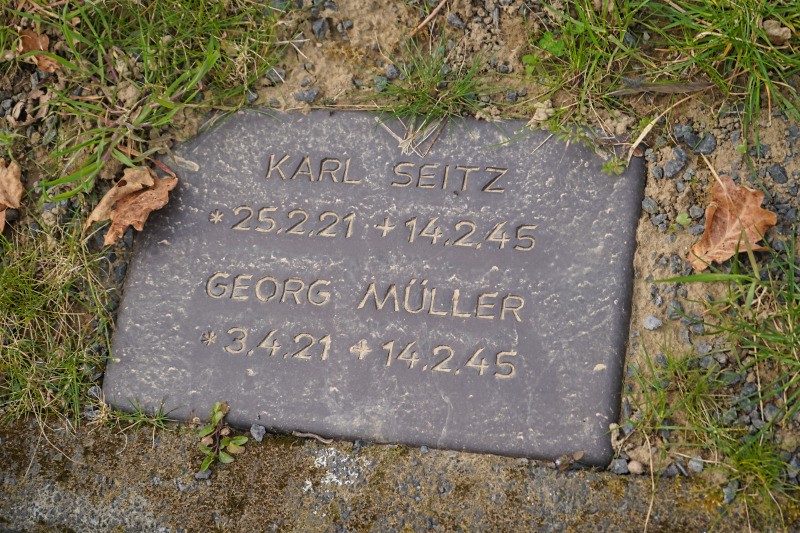 KARL SEITZ
*25.2.21 +14.2.45
GEORG MÜLLER
*3.4.21 +14.2.45